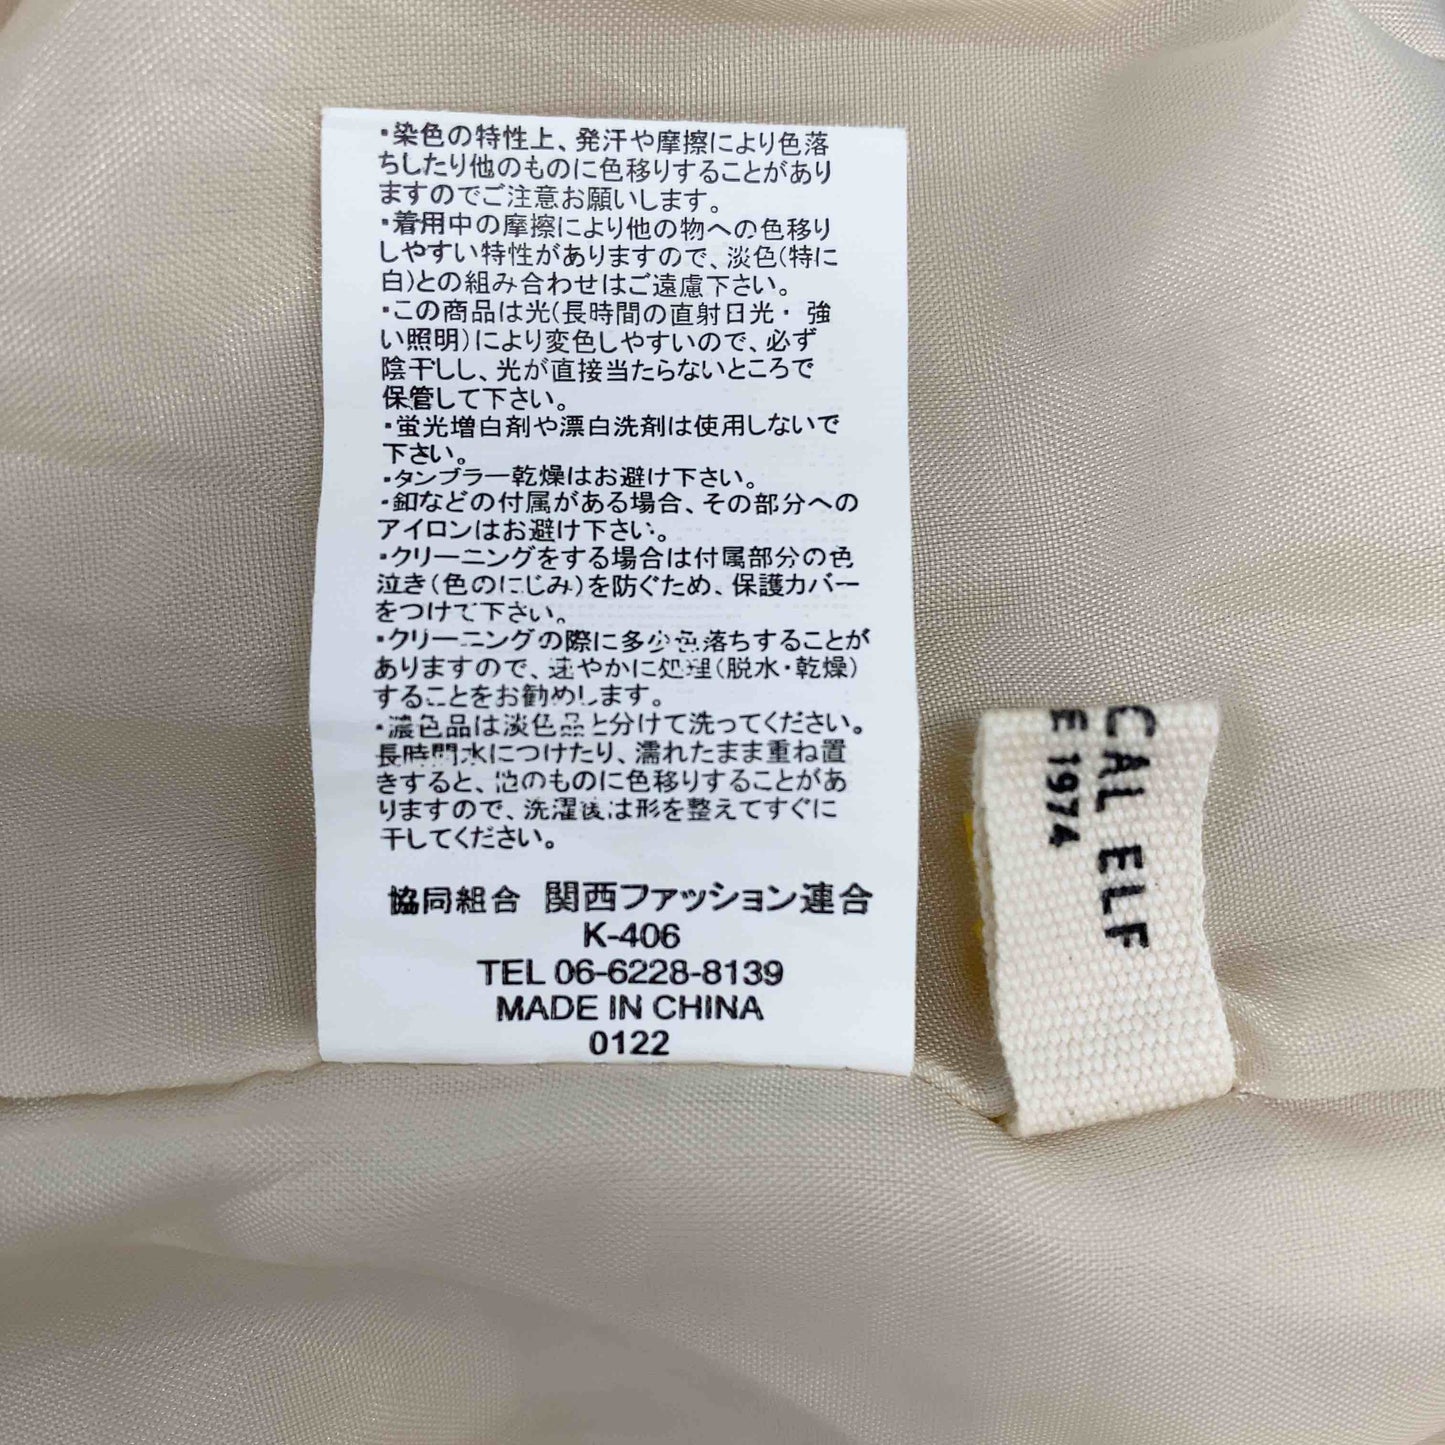 ・染色の特性上、発汗や摩擦により色落
ちしたり他のものに色移りすることがあり
ますのでご注意お願いします。
・着用中の摩擦により他の物への色移り
しやすい特性がありますので、淡色(特に
白)との組み合わせはご遠慮下さい。
・この商品は光(長時間の直射日光・ 強
い照明)により変色しやすいので、必ず
陰干しし、光が直接当たらないところで
保管して下さい。
・蛍光増白剤や漂白洗剤は使用しないで
下さい。
・タンブラー乾燥はお避け下さい。
・釦などの付属がある場合、その部分への
アイロンはお避け下さい。
・クリーニングをする場合は付属部分の色
泣き(色のにじみ)を防ぐため、保護カバー
をつけて下さい。
・クリーニングの際に多少色落ちすることが
ありますので、速やかに処理(脱水・乾燥)
することをお勧めします。
・濃色品は淡色品と分けて洗ってください。
長時間水につけたり、濡れたまま重ね置
きすると、他のものに色移りすることがあ
りますので、洗濯後は形を整えてすぐに
干してください。
協同組合 関西ファッション連合
K-406
TEL 06-6228-8139
MADE IN CHINA
0122
CAL ELF
E 1974